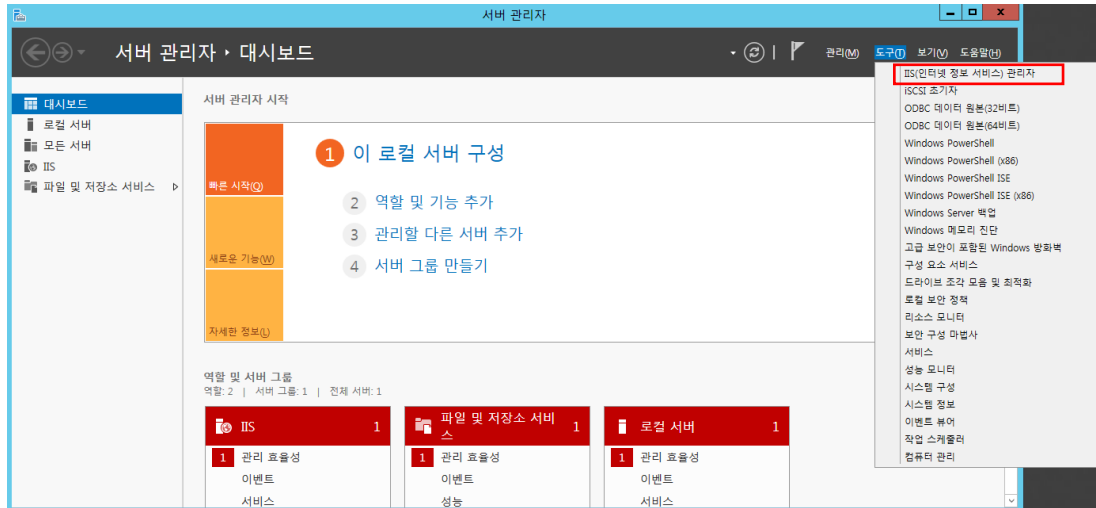 서버 관리자
서버 관리자 ‣ 대시보드
관리(M) 도구(T) 보기(V) 도움말(H)
IIS(인터넷 정보 서비스) 관리자
iSCSI 초기자
ODBC 데이터 원본(32비트)
ODBC 데이터 원본(64비트)
Windows PowerShell
Windows PowerShell (x86)
Windows PowerShell ISE
Windows PowerShell ISE (x86)
Windows Server 백업
Windows 메모리 진단
고급 보안이 포함된 Windows 방화벽
구성 요소 서비스
드라이브 조각 모음 및 최적화
로컬 보안 정책
리소스 모니터
보안 구성 마법사
서비스
성능 모니터
시스템 구성
시스템 정보
이벤트 뷰어
작업 스케줄러
컴퓨터 관리
대시보드
로컬 서버
모든 서버
IIS
파일 및 저장소 서비스
서버 관리자 시작
빠른 시작(Q)
새로운 기능(W)
자세한 정보(L)
1 이 로컬 서버 구성
2 역할 및 기능 추가
3 관리할 다른 서버 추가
4 서버 그룹 만들기
역할 및 서버 그룹
역할: 2 | 서버 그룹: 1 | 전체 서버: 1
IIS 1
1 관리 효율성
이벤트
서비스
파일 및 저장소 서비
스 1
1 관리 효율성
이벤트
성능
로컬 서버 1
1 관리 효율성
이벤트
서비스